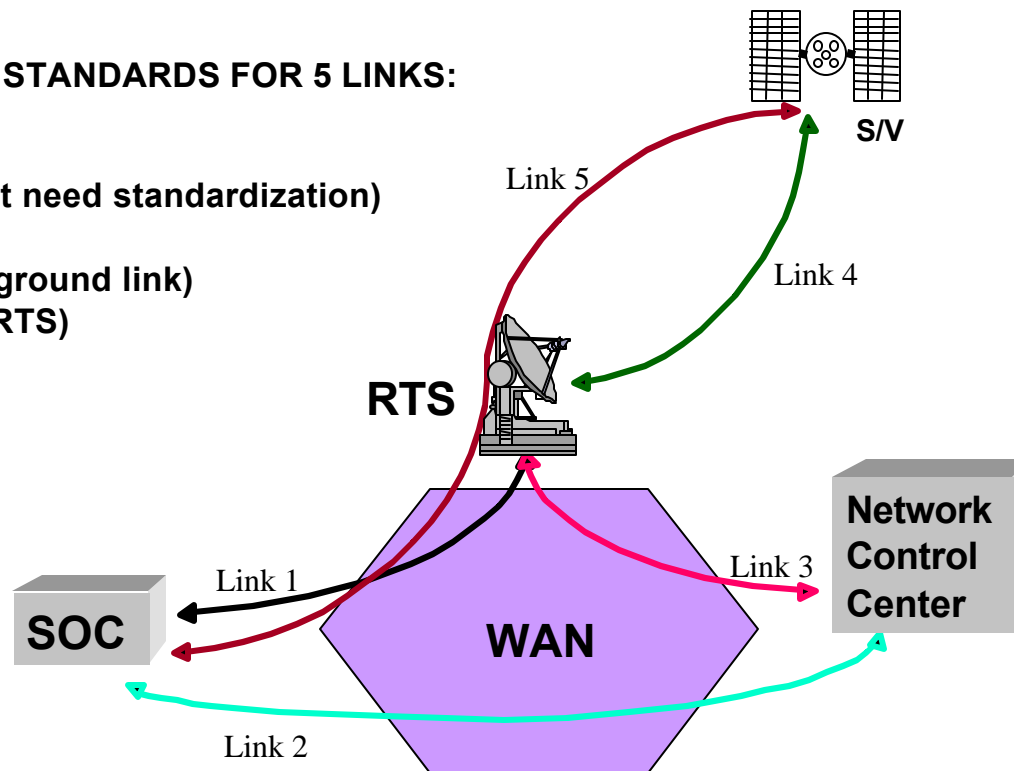 STANDARDS FOR 5 LINKS:
S/V
Link 5
t need standardization)
ground link)
Link 4
RTS)
RTS
Network
Control
Center
Link 3
Link 1
SOC
WAN
Link 2